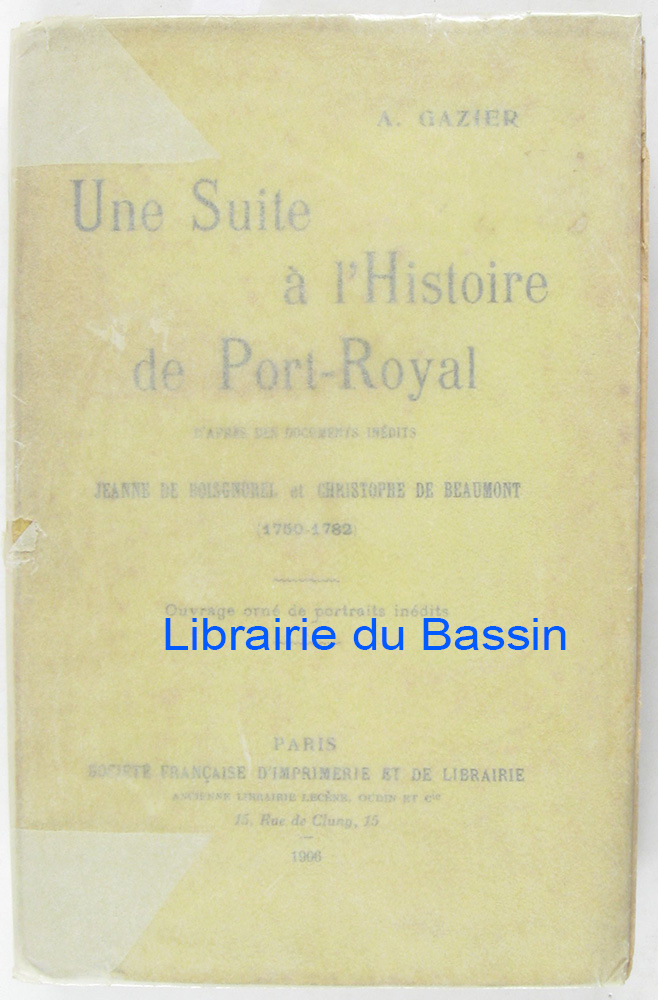 A. GAZIER
Une Suite
à l'Histoire
de Port-Royal
D'APRÈS DES DOCUMENTS INÉDITS
JEANNE DE BOISGNOREL et CHRISTOPHE DE BEAUMONT
(1750-1782)
Ouvrage orné de portraits inédits
Librairie du Bassin
PARIS
SOCIÉTÉ FRANÇAISE D'IMPRIMERIE ET DE LIBRAIRIE
ANCIENNE LIBRAIRIE LECÈNE, OUDIN ET Cie
15, Rue de Cluny, 15
1906